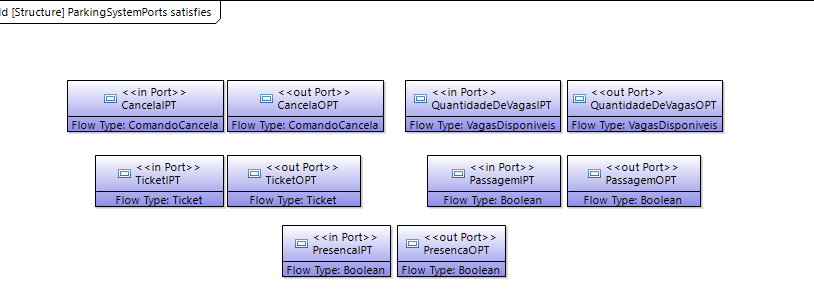 d [Structure] ParkingSystemPorts satisfies
<<in Port>> <<out Port>> <<in Port>> <<out Port>>
CancelaIPT CancelaOPT QuantidadeDeVagasIPT QuantidadeDeVagasOPT
Flow Type: ComandoCancela Flow Type: ComandoCancela Flow Type: VagasDisponiveis Flow Type: VagasDisponiveis
<<in Port>> <<out Port>> <<in Port>> <<out Port>>
TicketIPT TicketOPT PassagemIPT PassagemOPT
Flow Type: Ticket Flow Type: Ticket Flow Type: Boolean Flow Type: Boolean
<<in Port>> <<out Port>>
PresencaIPT PresencaOPT
Flow Type: Boolean Flow Type: Boolean